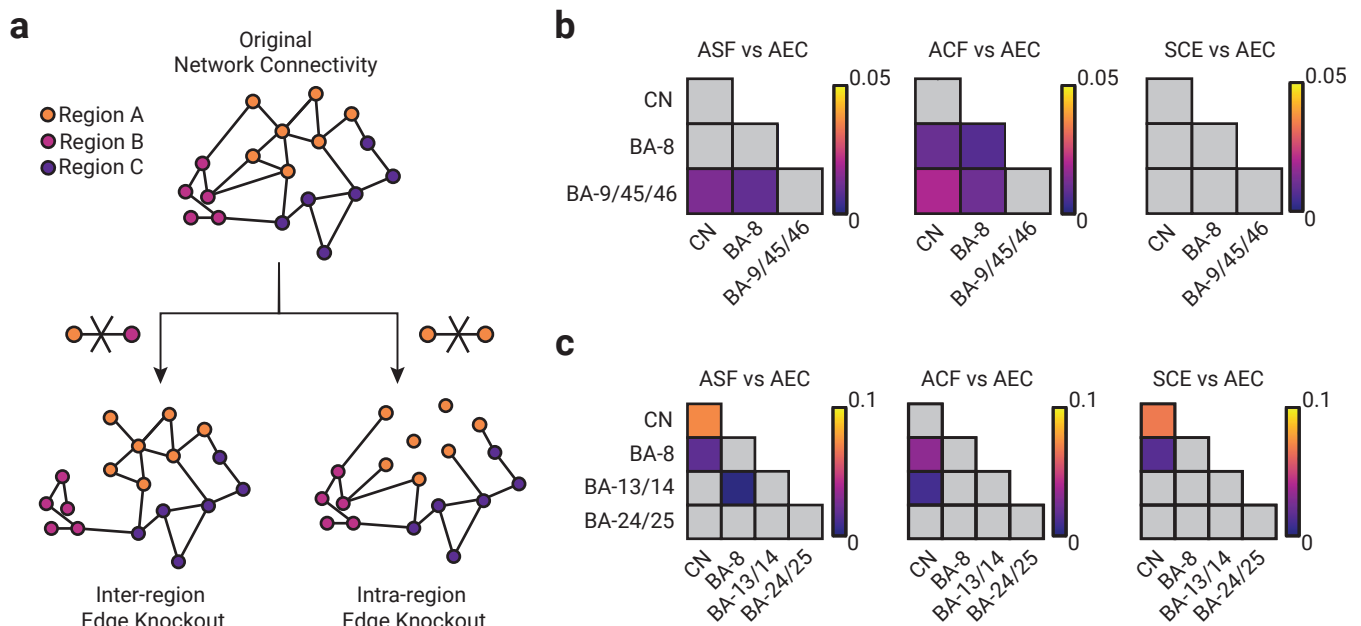 a
Original
Network Connectivity
Region A
Region B
Region C
Inter-region
Edge Knockout
Intra-region
Edge Knockout
b
ASF vs AEC
ACF vs AEC
SCE vs AEC
CN
BA-8
BA-9/45/46
CN
BA-8
BA-9/45/46
0.05
0
CN
BA-8
BA-9/45/46
0.05
0
CN
BA-8
BA-9/45/46
0.05
0
c
ASF vs AEC
ACF vs AEC
SCE vs AEC
CN
BA-8
BA-13/14
BA-24/25
CN
BA-8
BA-13/14
BA-24/25
0.1
0
CN
BA-8
BA-13/14
BA-24/25
0.1
0
CN
BA-8
BA-13/14
BA-24/25
0.1
0